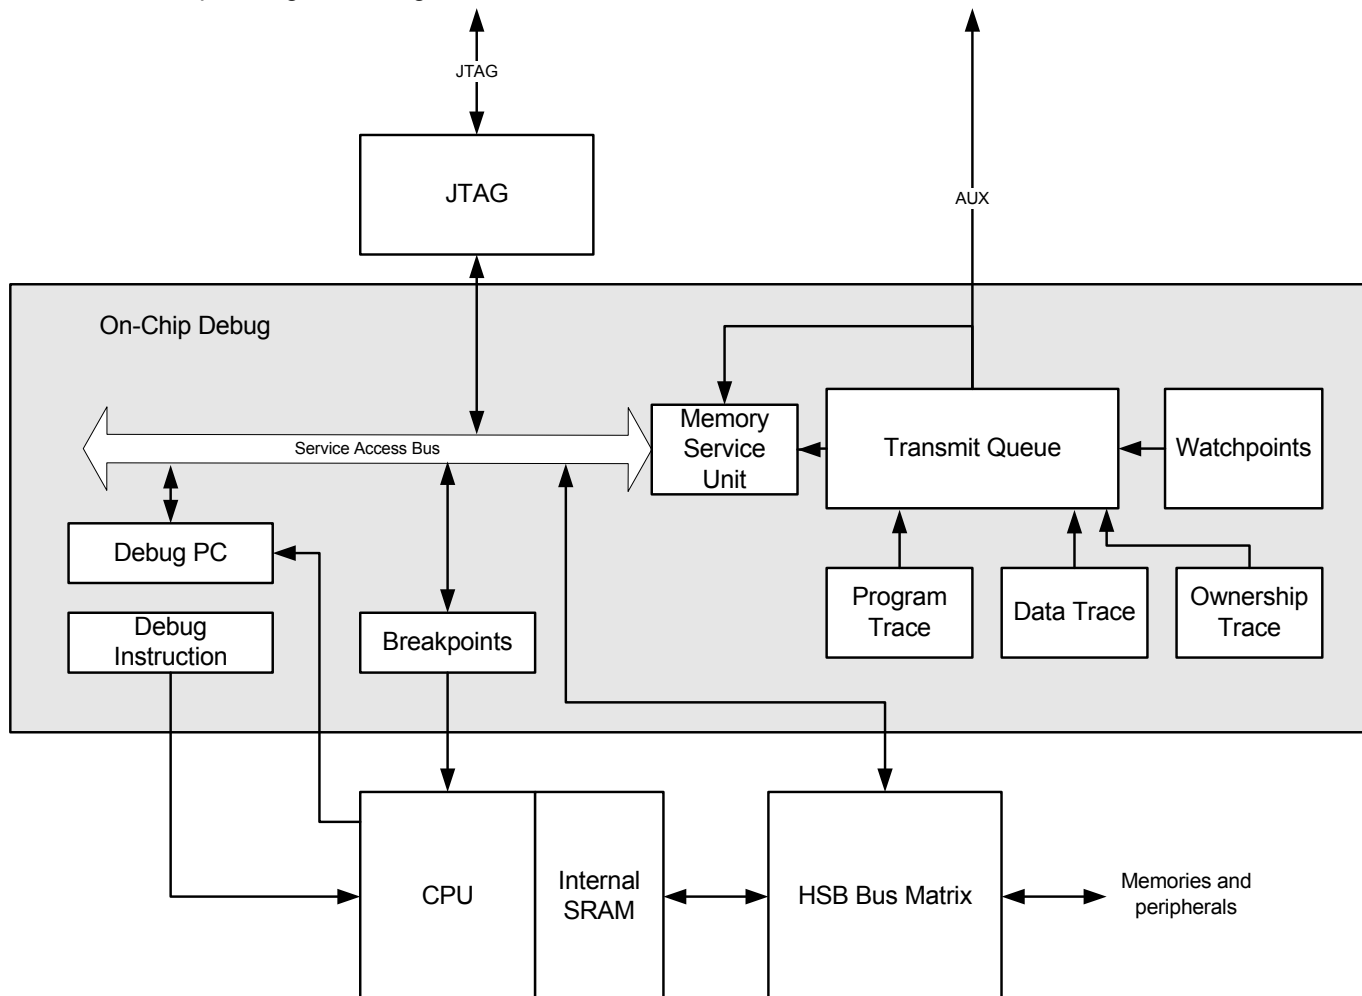 JTAG
JTAG
AUX
On-Chip Debug
Service Access Bus
Memory
Service
Unit
Transmit Queue
Watchpoints
Debug PC
Debug
Instruction
Breakpoints
Program
Trace
Data Trace
Ownership
Trace
CPU
Internal
SRAM
HSB Bus Matrix
Memories and
peripherals